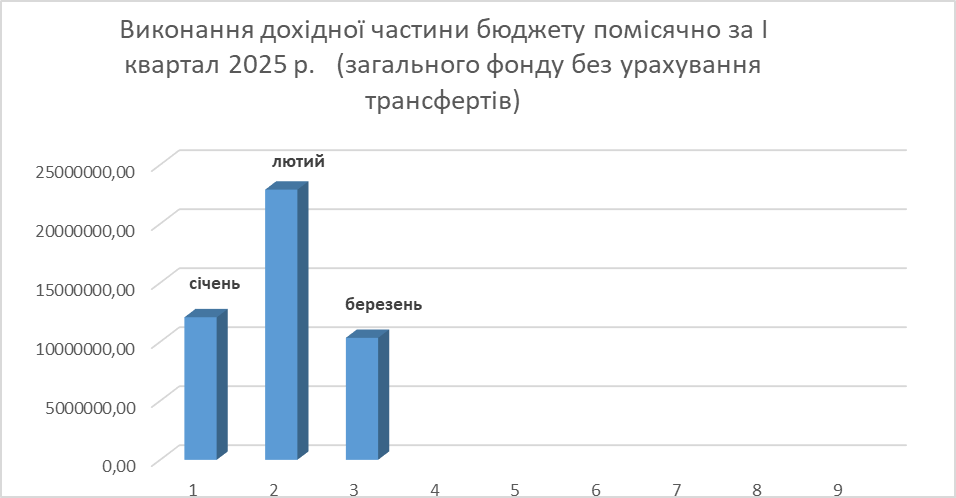 Виконання дохідної частини бюджету помісячно за І
квартал 2025 р. (загального фонду без урахування
трансфертів)
25000000,00
20000000,00
15000000,00
10000000,00
5000000,00
0,00
січень
лютий
березень
1 2 3 4 5 6 7 8 9